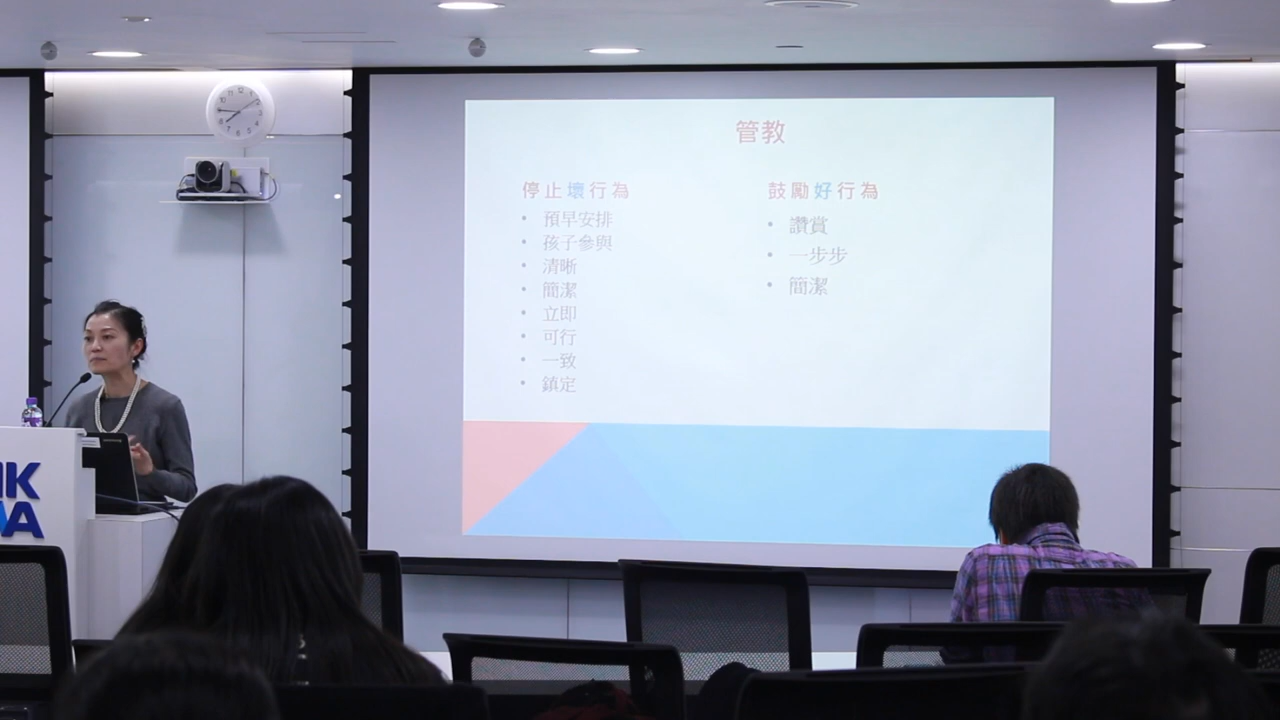 管教
停止壞行為
• 預早安排
• 孩子參與
• 清晰
• 簡潔
• 立即
• 可行
• 一致
• 鎮定
鼓勵好行為
• 讚賞
• 一步步
• 簡潔